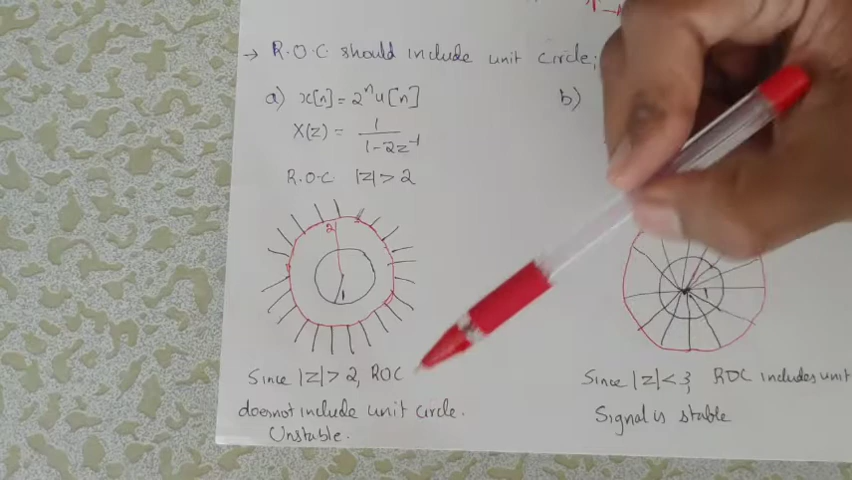 → R.O.C should include unit circle;
a) x[n] = 2ⁿu[n]
X(z) = 1 / 1-2z⁻¹
R.O.C |z| > 2
b)
2
1
1
Since |z| > 2, ROC
doesnot include unit circle.
Unstable.
Since |z| < 3, ROC includes unit
Signal is stable